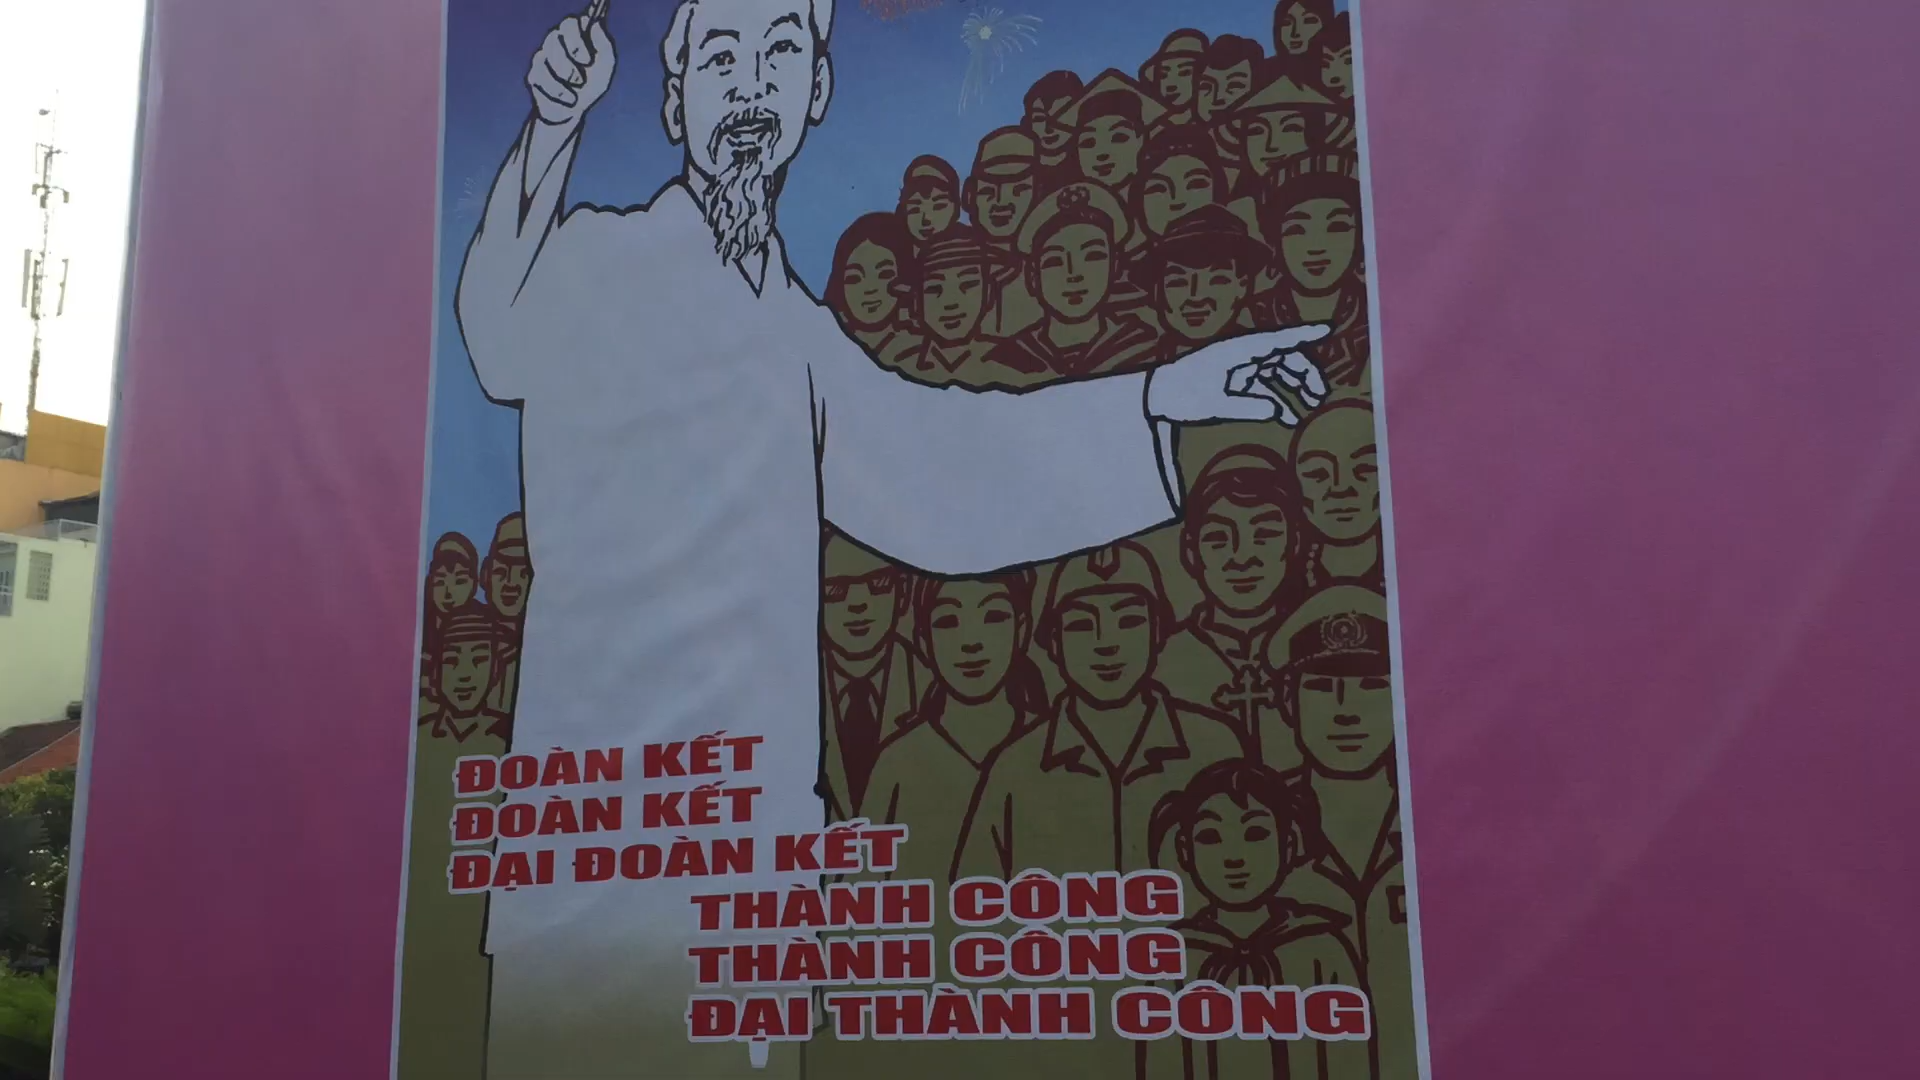 ĐOÀN KẾT
ĐOÀN KẾT
ĐẠI ĐOÀN KẾT
THÀNH CÔNG
THÀNH CÔNG
ĐẠI THÀNH CÔNG